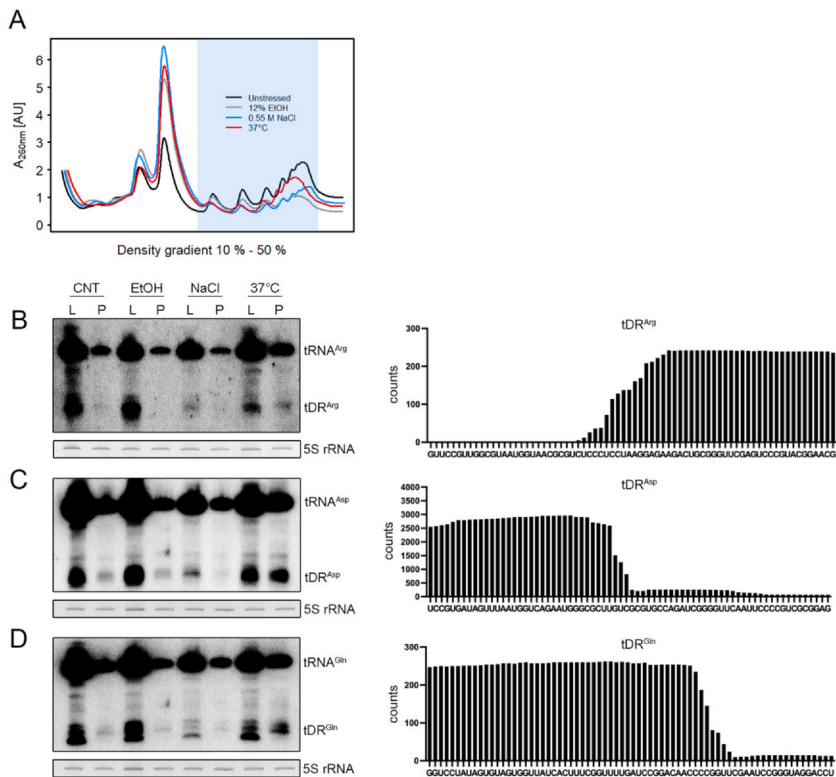 A
6
5
4
3
2
1
0
A260nm [AU]
Unstressed
12% EtOH
0.55 M NaCl
37°C
Density gradient 10 % - 50 %
CNT EtOH NaCl 37°C
L P L P L P L P
B
tRNAArg
tDRArg
5S rRNA
tDRArg
counts
300
200
100
0
GUUCCGUUGGCGUAAUGGUAACGCGUCUCCCUCCUAAGGAGAAGACUGCGGGUUCGAGUCCCGUACGGAACG
C
tRNAAsp
tDRAsp
5S rRNA
tDRAsp
counts
4000
3500
3000
2500
2000
1500
1000
500
0
UCCGUGAUAGUUUAAUGGUCAGAAUGGGCGCUUGUCGCGUGCCAGAUCGGGGUUCAAUUCCCCGUCGCGGAG
D
tRNAGln
tDRGln
5S rRNA
tDRGln
counts
300
200
100
0
GGUCCUAUAGUGUAGUGGUUAUCACUUUCGGUUUUGAUCCGGACAACCCCGGUUCGAAUCCGGGUAGGACCU